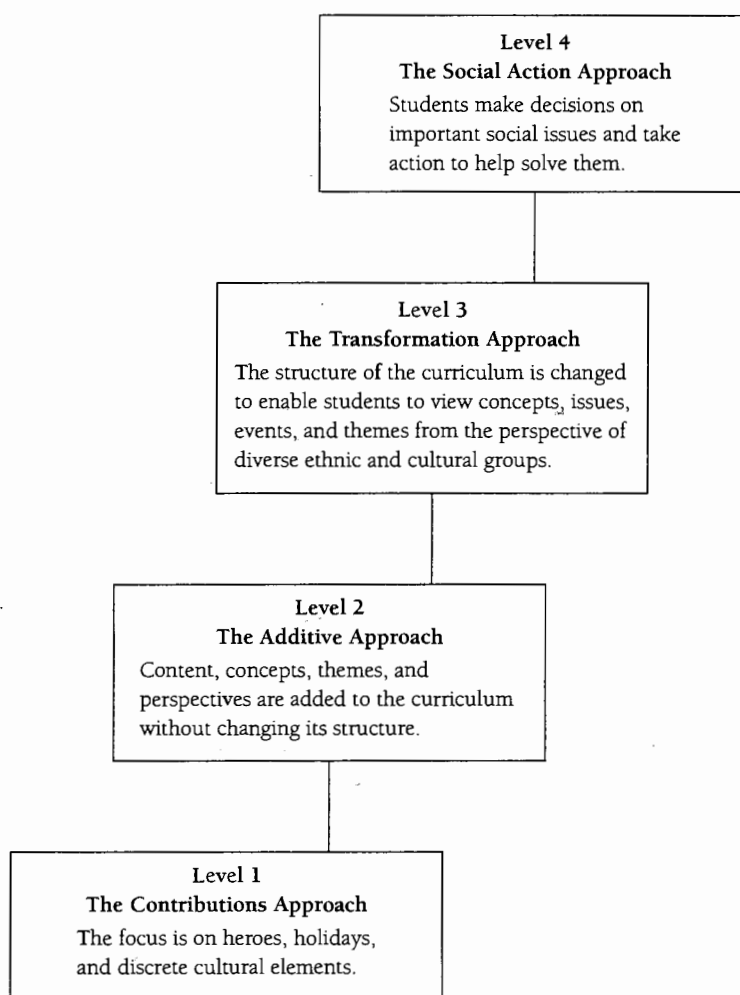 Level 4
The Social Action Approach
Students make decisions on
important social issues and take
action to help solve them.
Level 3
The Transformation Approach
The structure of the curriculum is changed
to enable students to view concepts, issues,
events, and themes from the perspective of
diverse ethnic and cultural groups.
Level 2
The Additive Approach
Content, concepts, themes, and
perspectives are added to the curriculum
without changing its structure.
Level 1
The Contributions Approach
The focus is on heroes, holidays,
and discrete cultural elements.